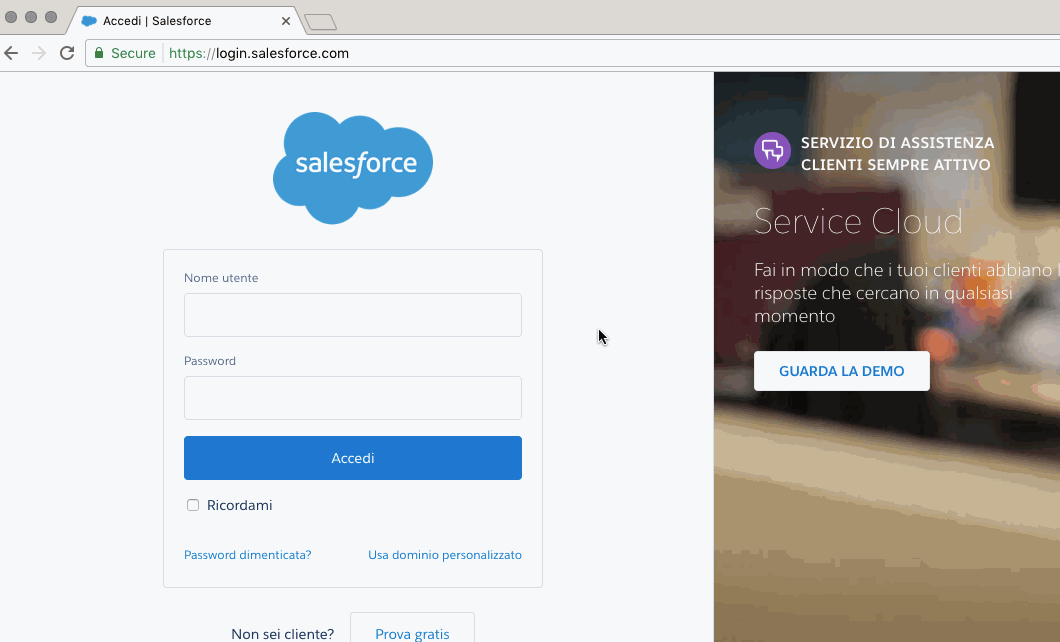 Accedi | Salesforce
Secure
https://login.salesforce.com
salesforce
Nome utente
Password
Accedi
Ricordami
Password dimenticata?
Usa dominio personalizzato
Non sei cliente?
Prova gratis
SERVIZIO DI ASSISTENZA
CLIENTI SEMPRE ATTIVO
Service Cloud
Fai in modo che i tuoi clienti abbiano
risposte che cercano in qualsiasi
momento
GUARDA LA DEMO